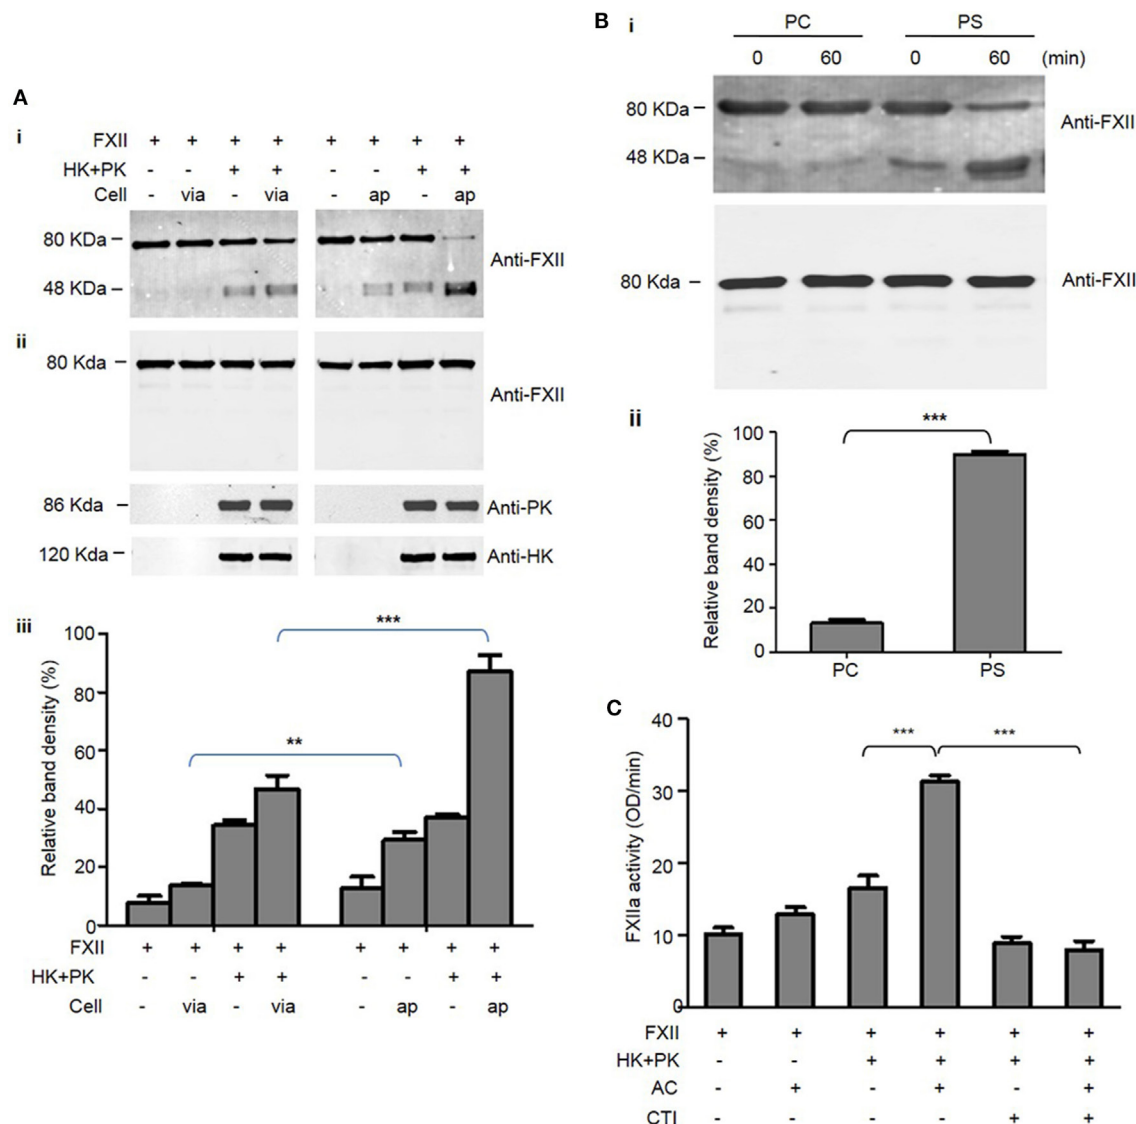 A
i
FXII + + + + + + + +
HK+PK - - + + - - + +
Cell - via - via - ap - ap
80 KDa
48 KDa
Anti-FXII
ii
80 Kda
Anti-FXII
86 Kda
Anti-PK
120 Kda
Anti-HK
iii
Relative band density (%)
100
80
60
40
20
0
**
***
FXII + + + + + + + +
HK+PK - - + + - - + +
Cell - via - via - ap - ap
B
i
PC PS
0 60 0 60 (min)
80 KDa
48 KDa
Anti-FXII
80 Kda
Anti-FXII
ii
Relative band density (%)
100
80
60
40
20
0
***
PC PS
C
FXIIa activity (OD/min)
40
30
20
10
0
*** ***
FXII + + + + + +
HK+PK - - + + + +
AC - + - + - +
CTI - - - - + +